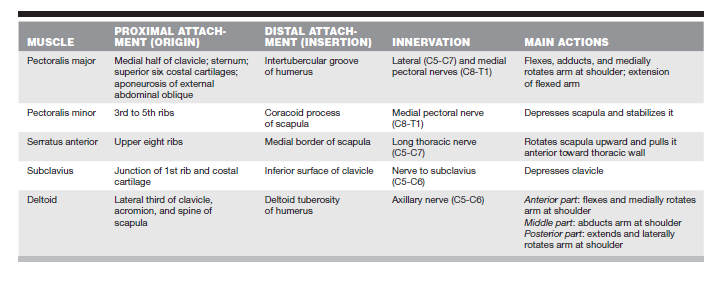 MUSCLE PROXIMAL ATTACH-MENT (ORIGIN) DISTAL ATTACH-MENT (INSERTION) INNERVATION MAIN ACTIONS
Pectoralis major
Medial half of clavicle; sternum;
superior six costal cartilages;
aponeurosis of external
abdominal oblique
Intertubercular groove
of humerus
Lateral (C5-C7) and medial
pectoral nerves (C8-T1)
Flexes, adducts, and medially
rotates arm at shoulder; extension
of flexed arm
Pectoralis minor
3rd to 5th ribs
Coracoid process
of scapula
Medial pectoral nerve
(C8-T1)
Depresses scapula and stabilizes it
Serratus anterior
Upper eight ribs
Medial border of scapula
Long thoracic nerve
(C5-C7)
Rotates scapula upward and pulls it
anterior toward thoracic wall
Subclavius
Junction of 1st rib and costal
cartilage
Inferior surface of clavicle
Nerve to subclavius
(C5-C6)
Depresses clavicle
Deltoid
Lateral third of clavicle,
acromion, and spine of
scapula
Deltoid tuberosity
of humerus
Axillary nerve (C5-C6)
Anterior part: flexes and medially rotates
arm at shoulder
Middle part: abducts arm at shoulder
Posterior part: extends and laterally
rotates arm at shoulder